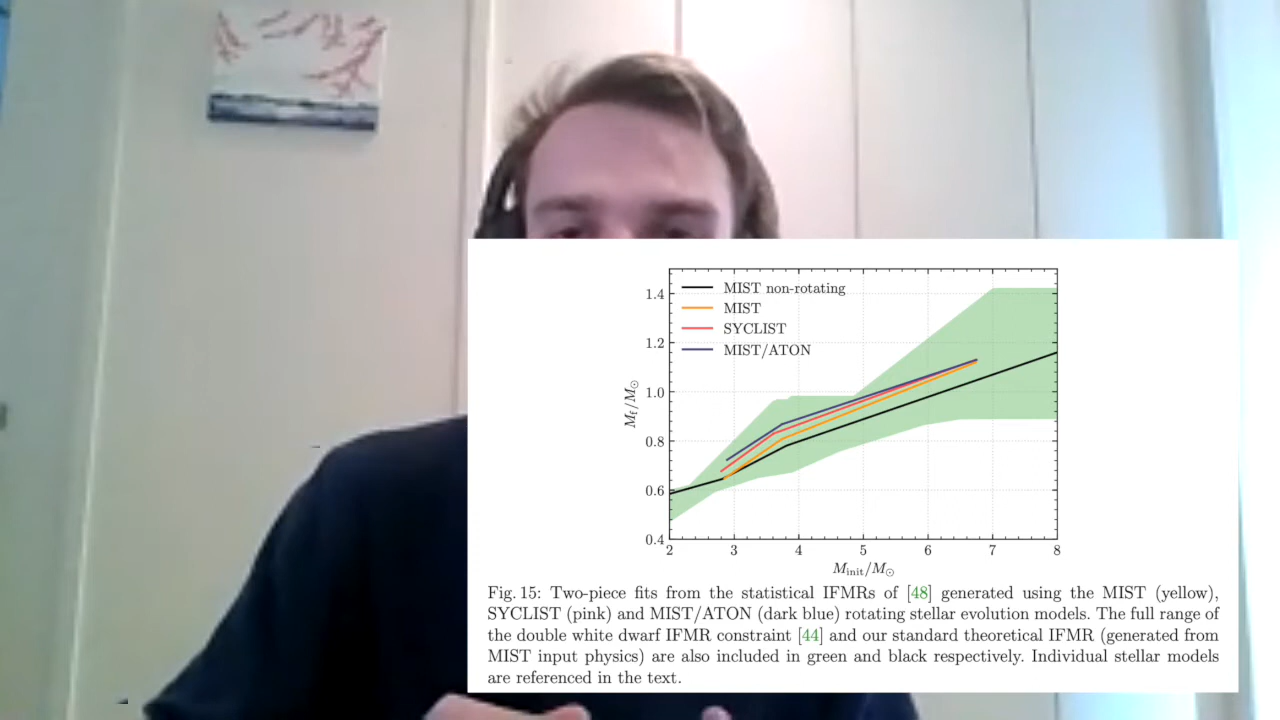 MIST non-rotating
MIST
SYCLIST
MIST/ATON
1.4
1.2
1.0
0.8
0.6
0.4
M_f/M_⊙
2 3 4 5 6 7 8
M_init/M_⊙
Fig. 15: Two-piece fits from the statistical IFMRs of [48] generated using the MIST (yellow),
SYCLIST (pink) and MIST/ATON (dark blue) rotating stellar evolution models. The full range of
the double white dwarf IFMR constraint [44] and our standard theoretical IFMR (generated from
MIST input physics) are also included in green and black respectively. Individual stellar models
are referenced in the text.